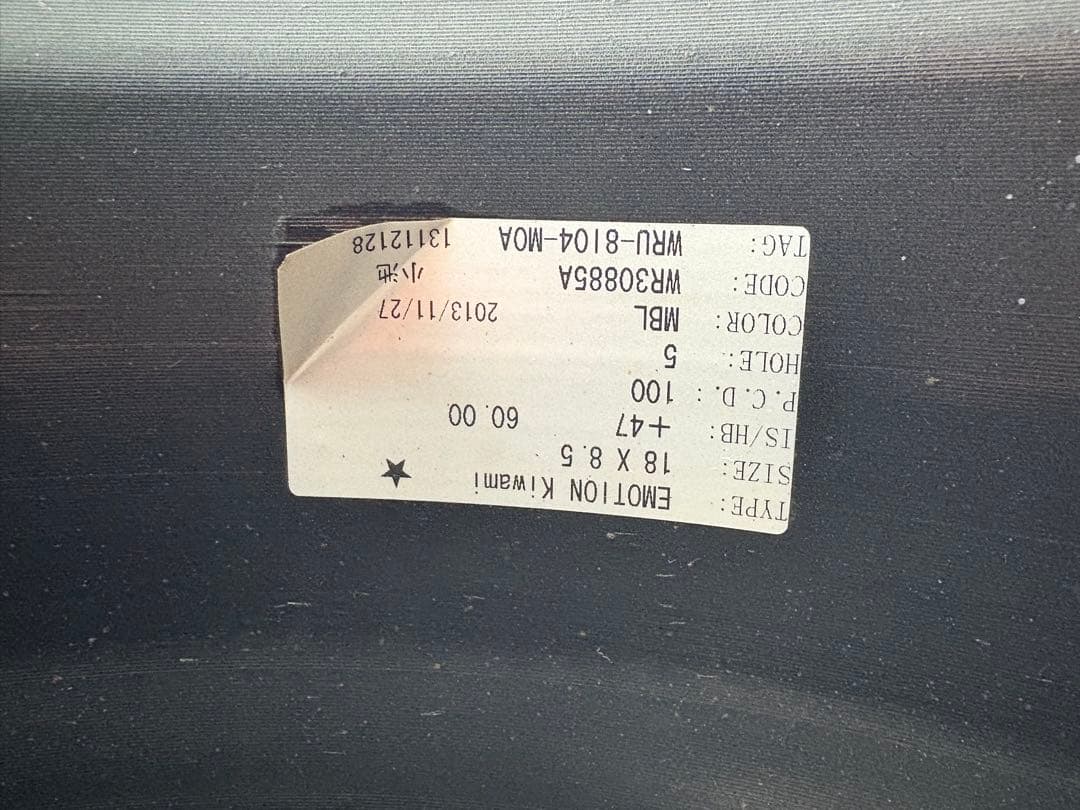 TYPE: EMOTION Kiwami
SIZE: 18 X 8.5 ★
IS/HB: +47 60.00
P.C.D.: 100
HOLE: 5
COLOR: MBL 2013/11/27
CODE: WR30885A 小池
TAG: WRU-8104-MOA 13112128